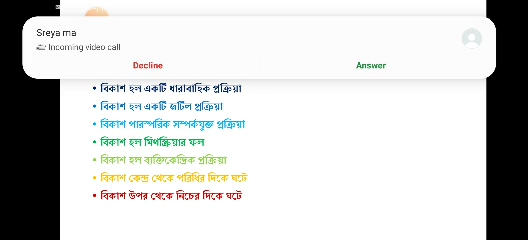 Sreya ma
Incoming video call
Decline
Answer
• বিকাশ হল একটি ধারাবাহিক প্রক্রিয়া
• বিকাশ হল একটি জটিল প্রক্রিয়া
• বিকাশ পারস্পরিক সম্পর্কযুক্ত প্রক্রিয়া
• বিকাশ হল মিথস্ক্রিয়ার ফল
• বিকাশ হল ব্যক্তিকেন্দ্রিক প্রক্রিয়া
• বিকাশ কেন্দ্র থেকে পরিধির দিকে ঘটে
• বিকাশ উপর থেকে নিচের দিকে ঘটে